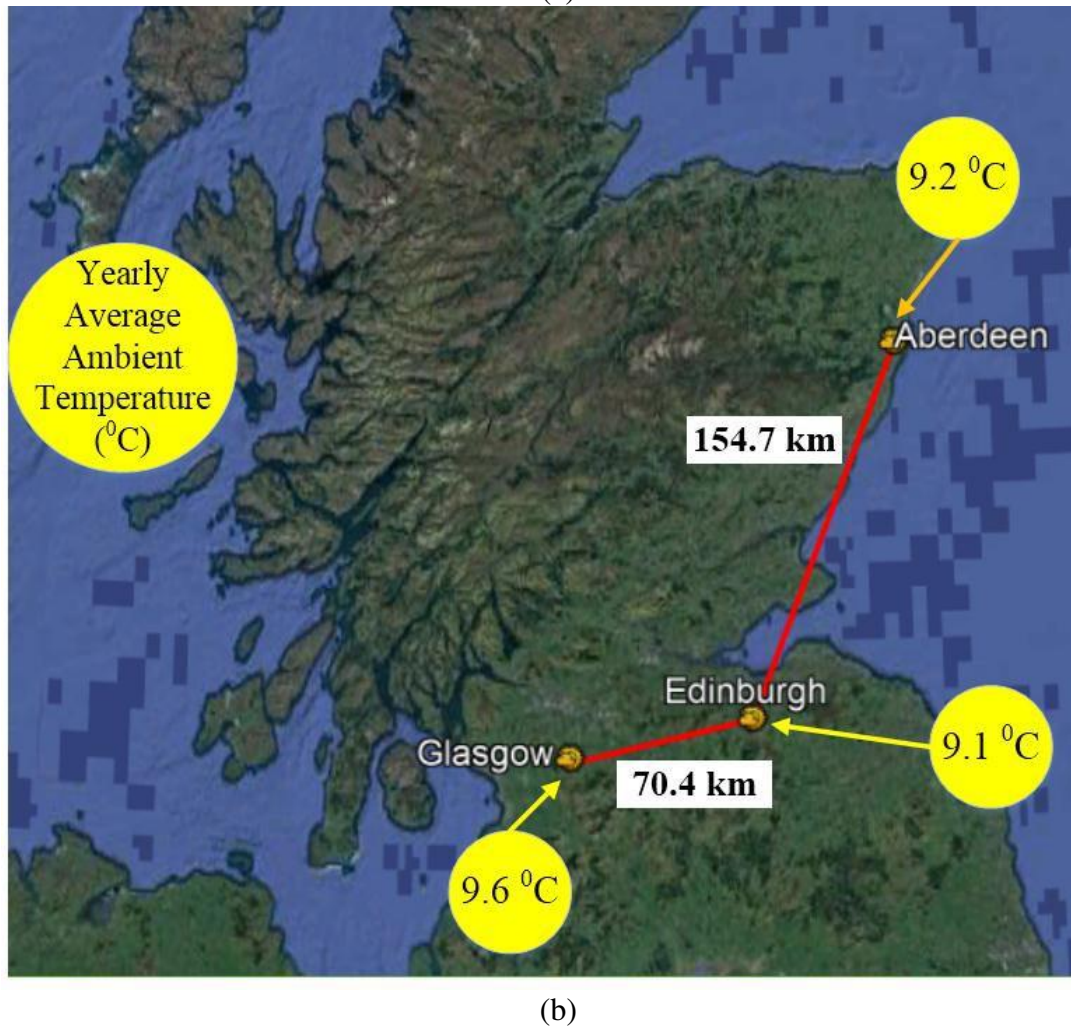 9.2 ⁰C
Yearly
Average
Ambient
Temperature
(⁰C)
Aberdeen
154.7 km
Edinburgh
9.1 ⁰C
Glasgow
70.4 km
9.6 ⁰C
(b)